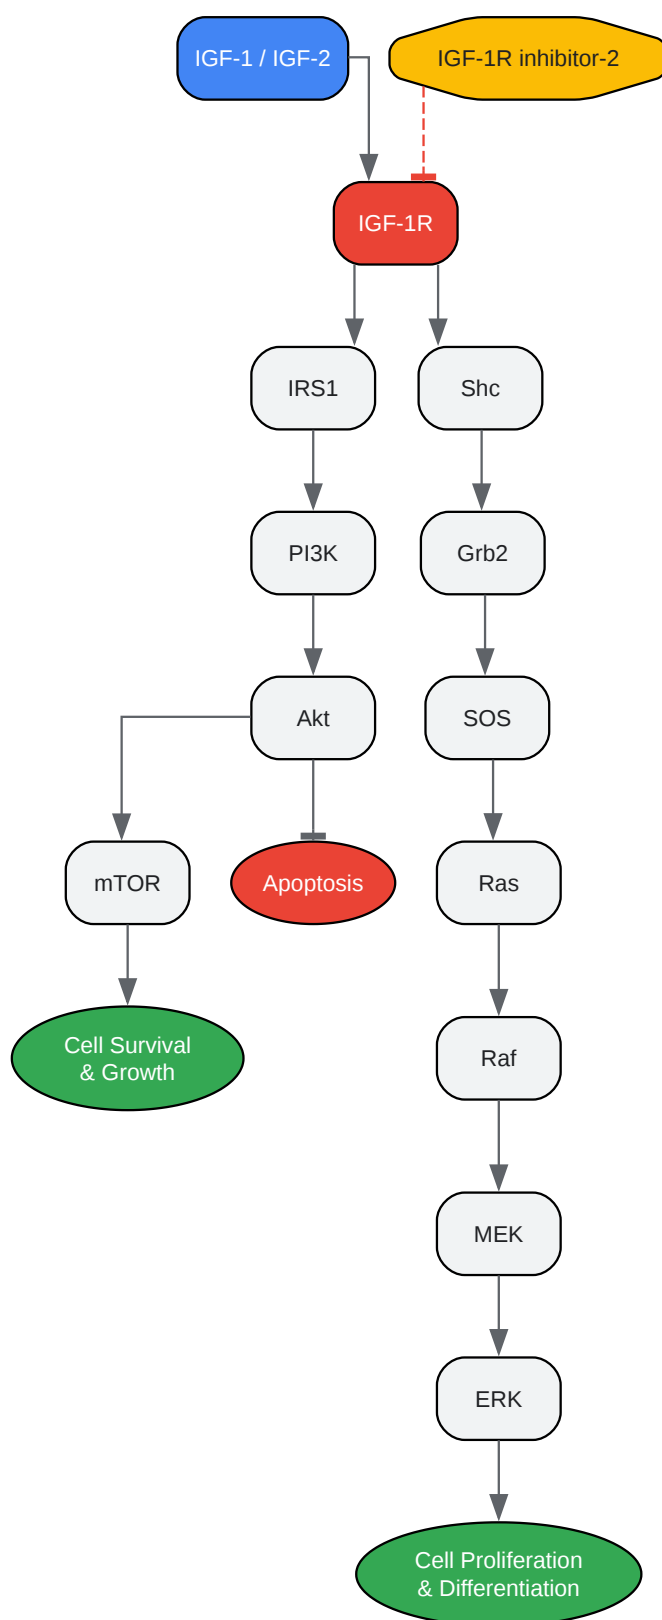 IGF-1 / IGF-2
IGF-1R inhibitor-2
IGF-1R
IRS1
Shc
PI3K
Grb2
Akt
SOS
mTOR
Apoptosis
Ras
Cell Survival
& Growth
Raf
MEK
ERK
Cell Proliferation
& Differentiation